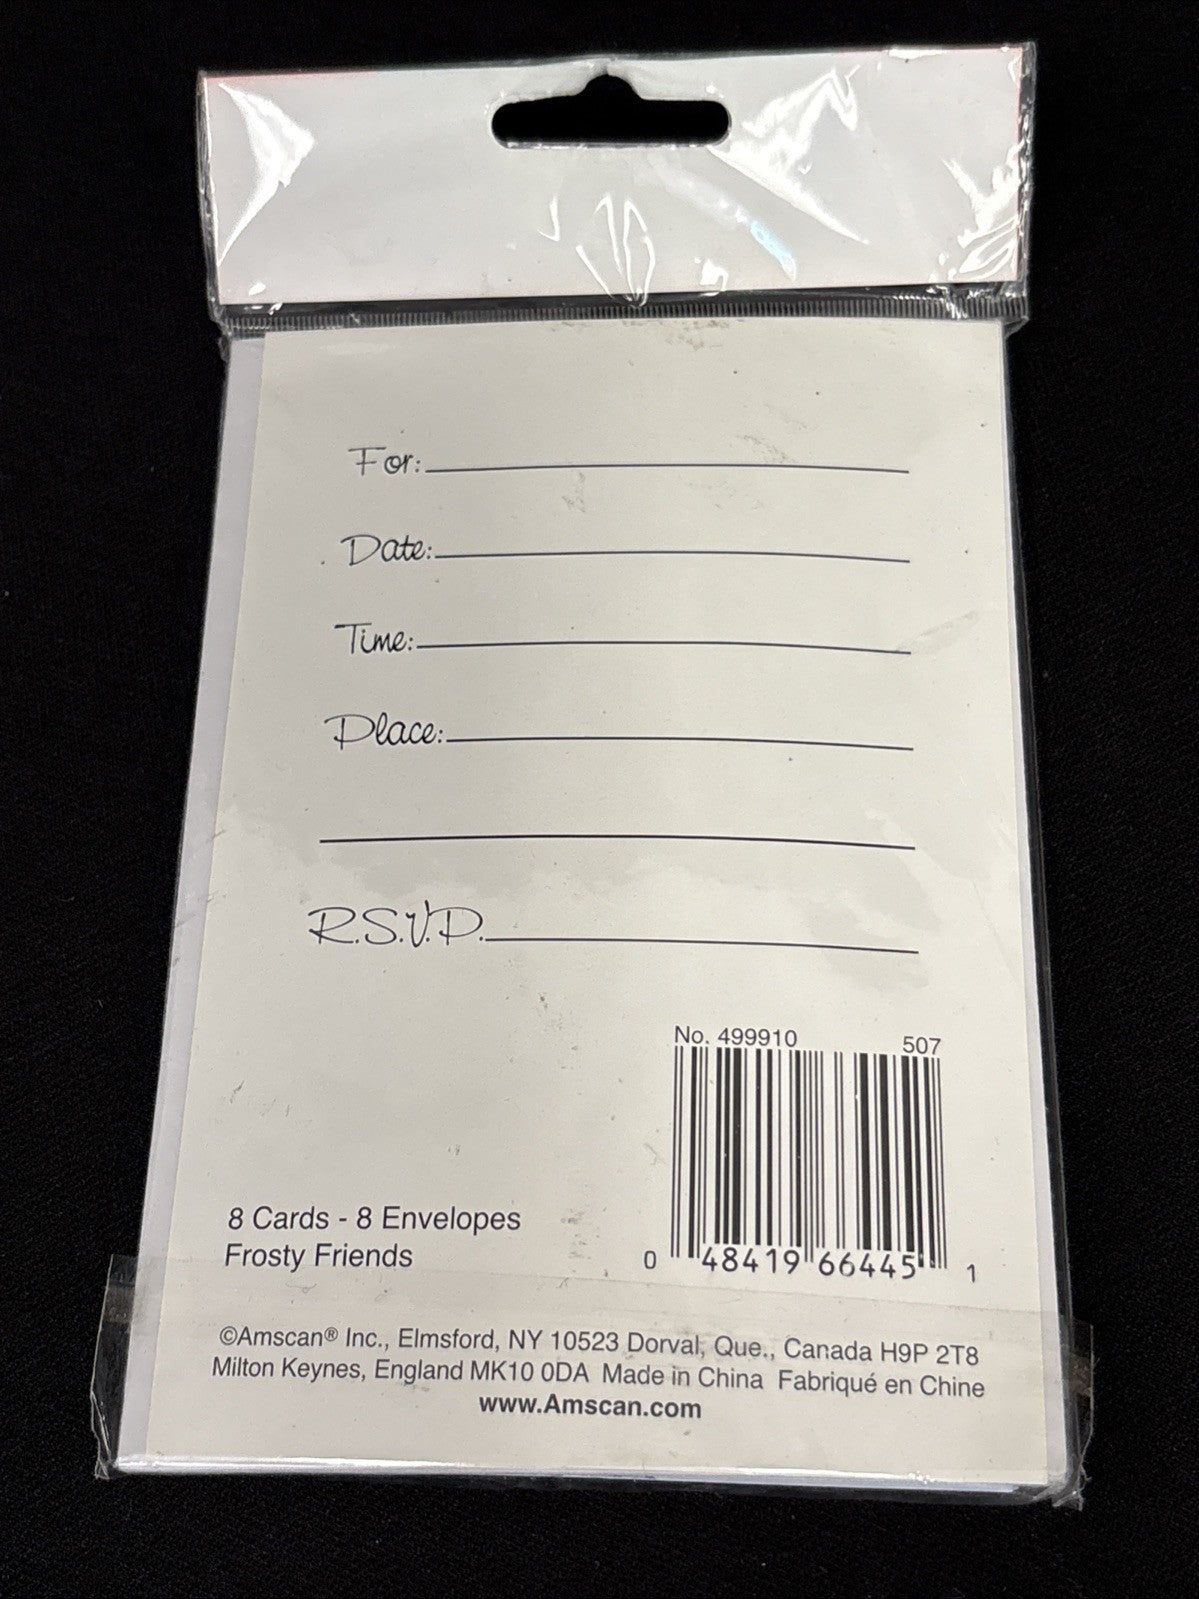 For:
Date:
Time:
Place:
R.S.V.P.
No. 499910 507
0 48419 66445 1
8 Cards - 8 Envelopes
Frosty Friends
©Amscan® Inc., Elmsford, NY 10523 Dorval, Que., Canada H9P 2T8
Milton Keynes, England MK10 0DA Made in China Fabriqué en Chine
www.Amscan.com